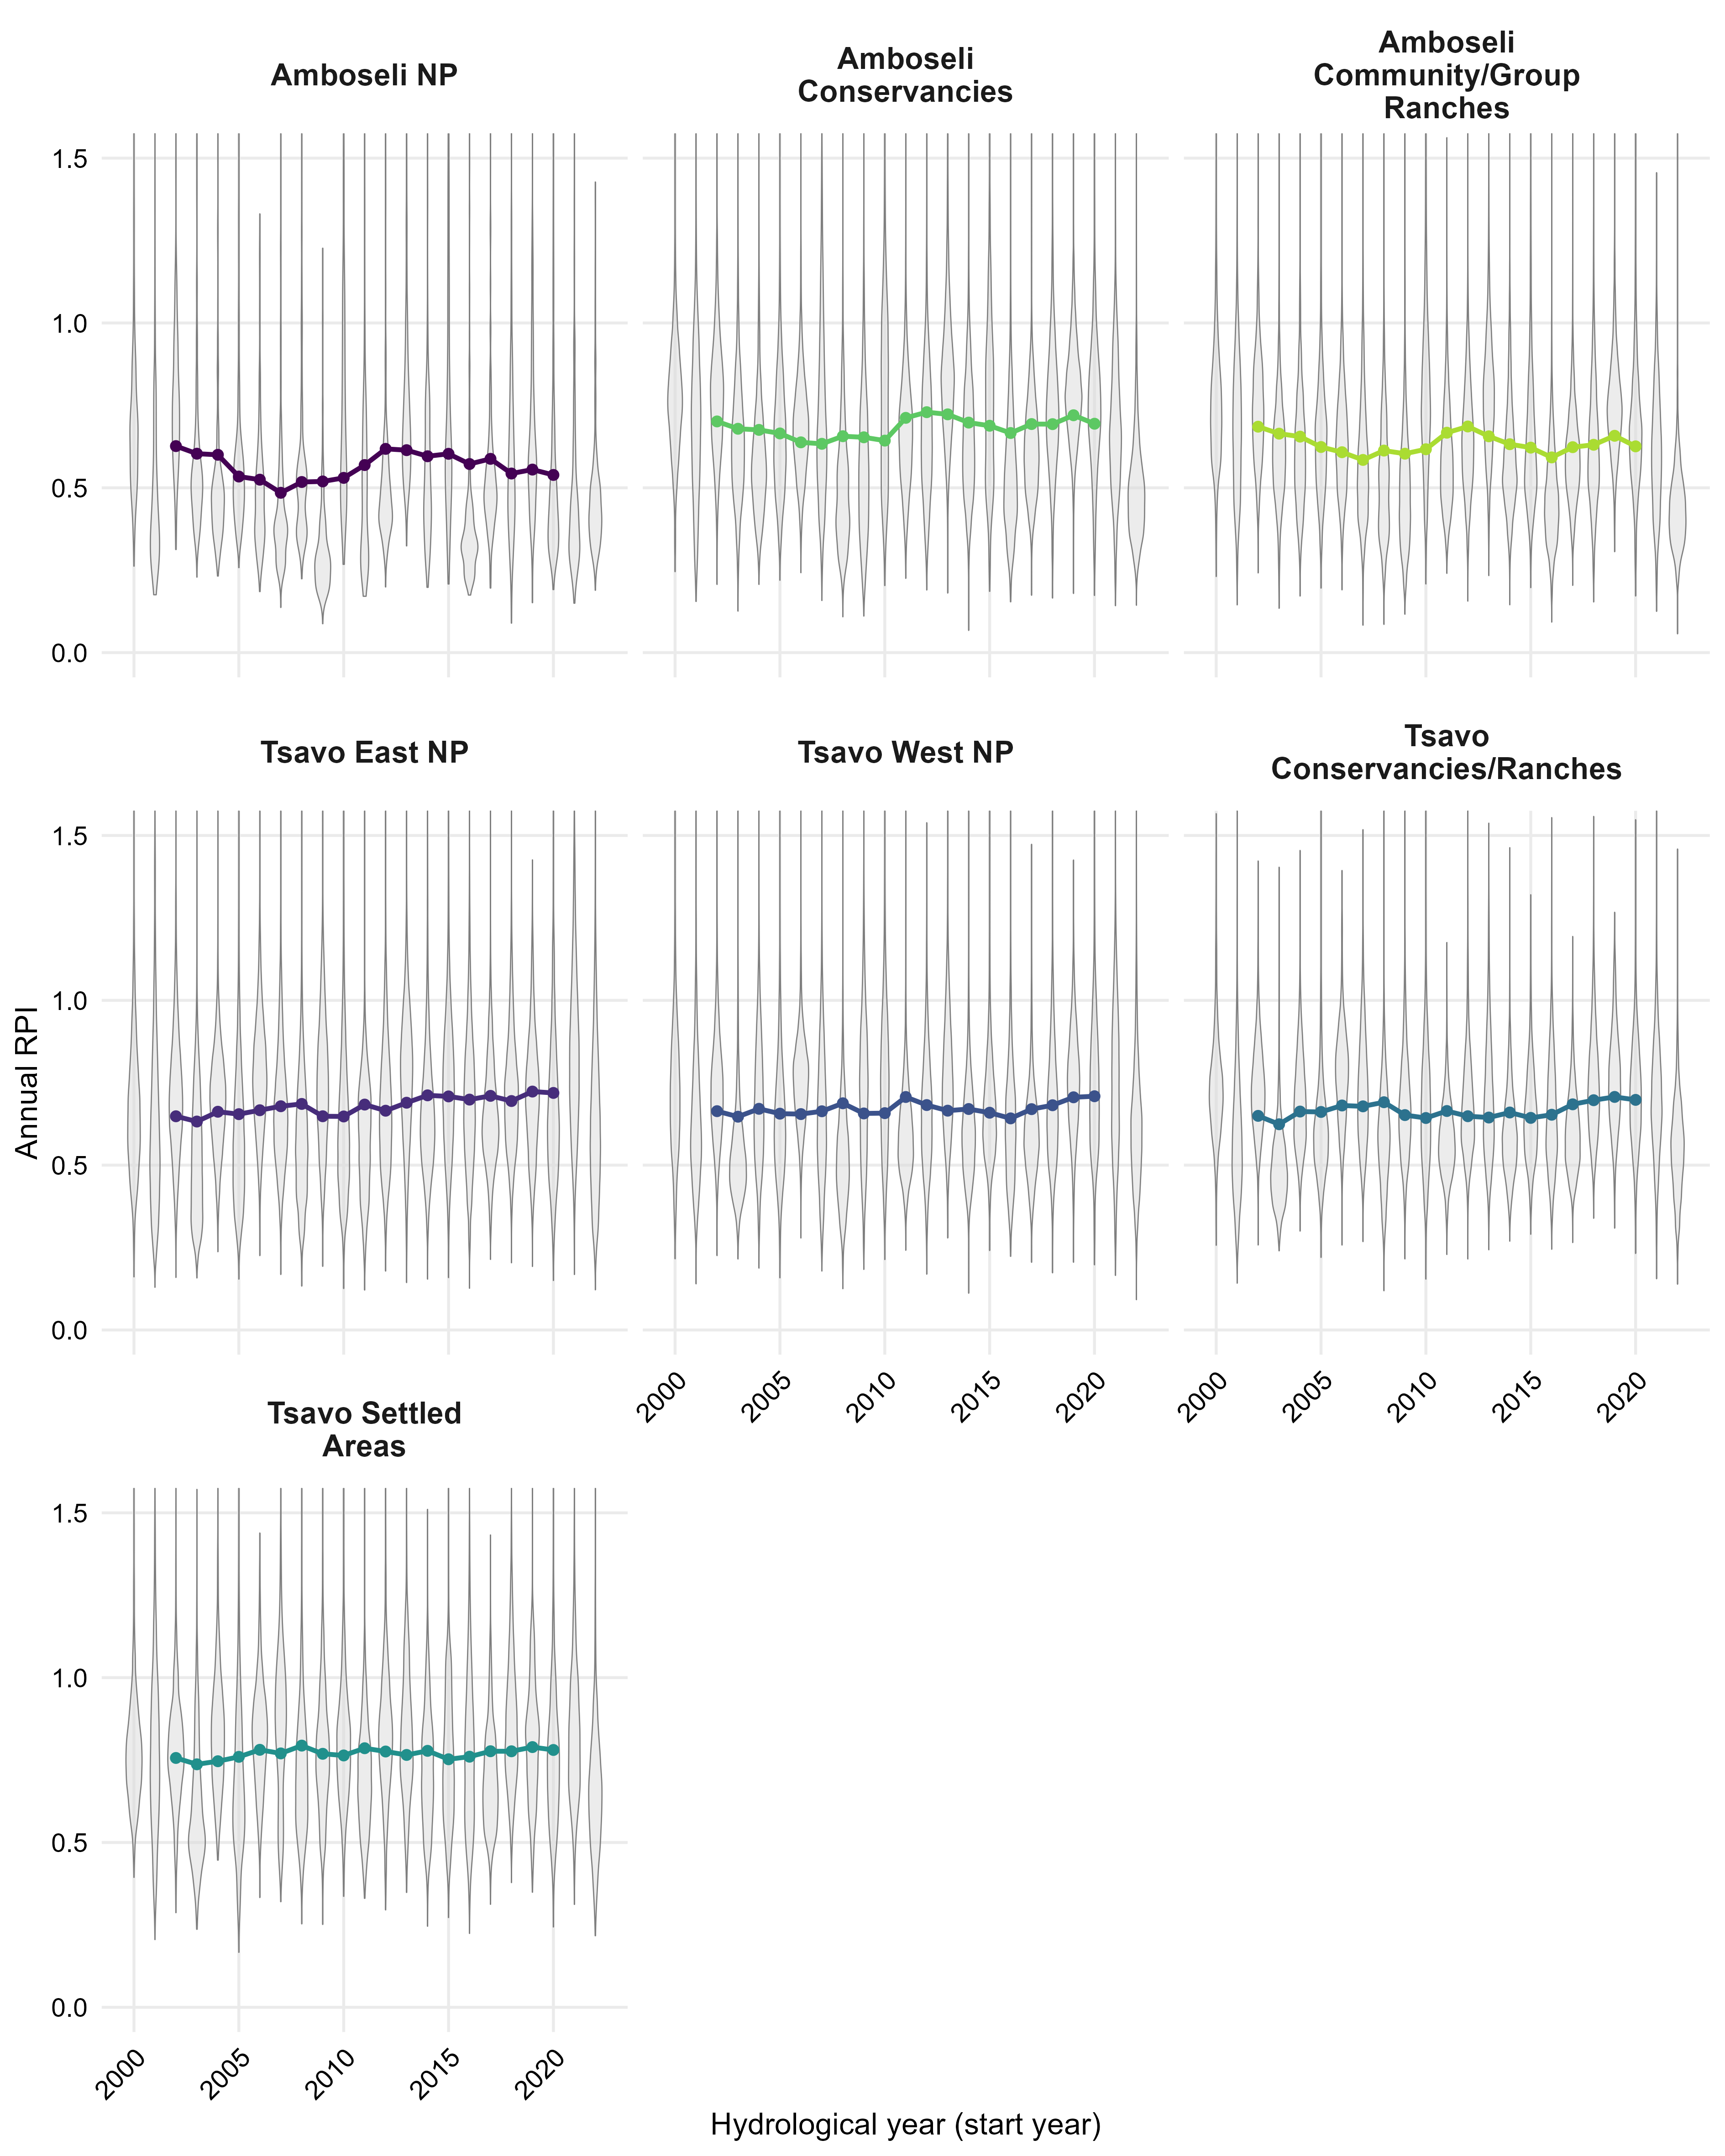 Amboseli NP
Amboseli
Conservancies
Amboseli
Community/Group
Ranches
1.5
1.0
0.5
0.0
Tsavo East NP
Tsavo West NP
Tsavo
Conservancies/Ranches
1.5
1.0
0.5
0.0
Annual RPI
2000
2005
2010
2015
2020
2000
2005
2010
2015
2020
Tsavo Settled
Areas
1.5
1.0
0.5
0.0
2000
2005
2010
2015
2020
Hydrological year (start year)